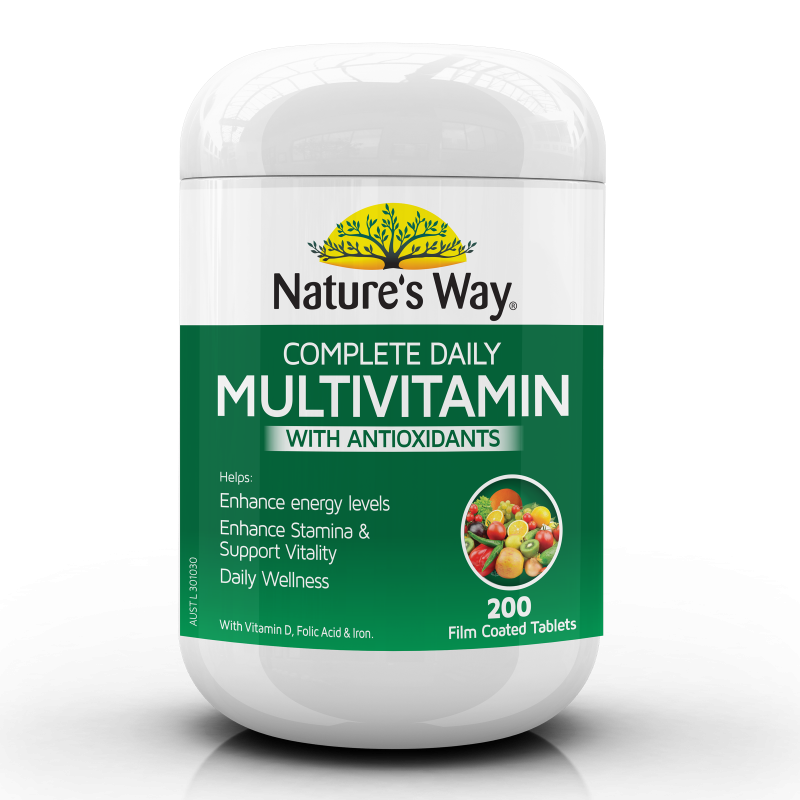 Nature's Way®
COMPLETE DAILY
MULTIVITAMIN
WITH ANTIOXIDANTS
Helps:
Enhance energy levels
Enhance Stamina &
Support Vitality
Daily Wellness
With Vitamin D, Folic Acid & Iron.
AUST L 301030
200
Film Coated Tablets